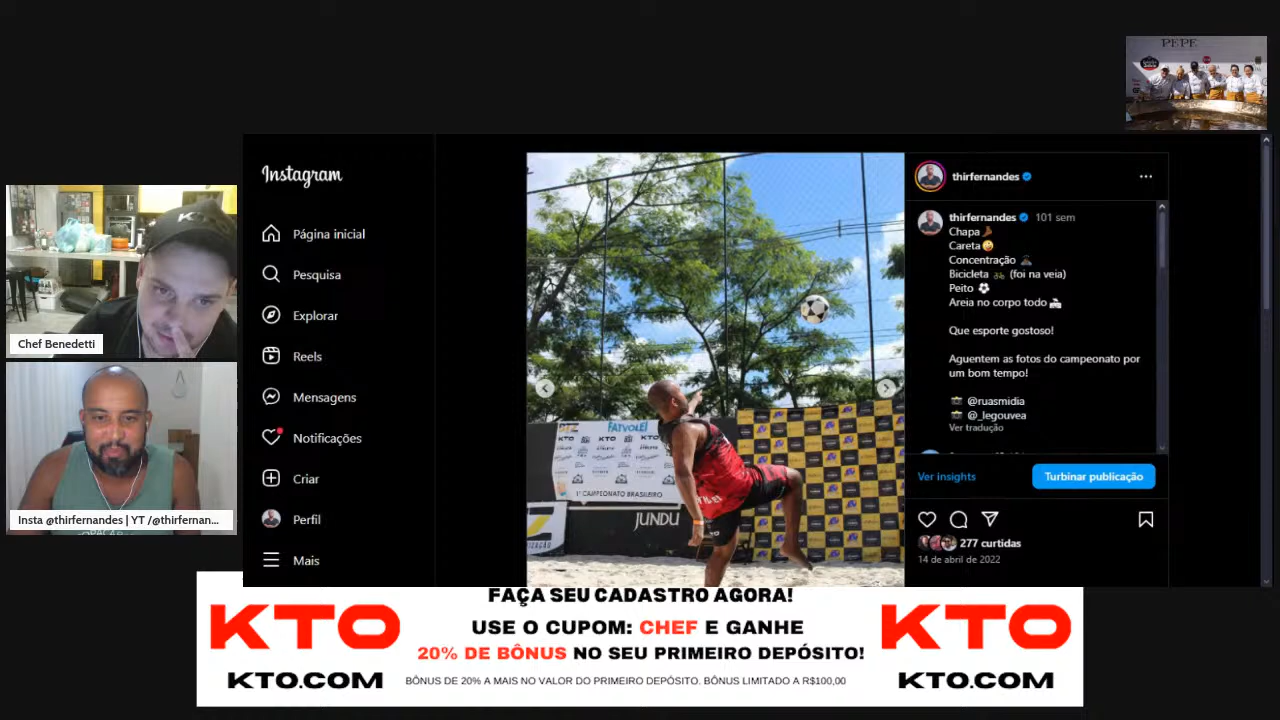 PEPE
Instagram
Página inicial
Pesquisa
Explorar
Reels
Mensagens
Notificações
Criar
Perfil
Mais
KTO
FATVOLEI
1º CAMPEONATO BRASILEIRO
JUNDU
thirfernandes
thirfernandes 101 sem
Chapa
Careta
Concentração
Bicicleta (foi na veia)
Peito
Areia no corpo todo
Que esporte gostoso!
Aguentem as fotos do campeonato por
um bom tempo!
@ruasmidia
@_legouvea
Ver tradução
Ver insights
Turbinar publicação
277 curtidas
14 de abril de 2022
Chef Benedetti
Insta @thirfernandes | YT /@thirfernan...
FAÇA SEU CADASTRO AGORA!
USE O CUPOM: CHEF E GANHE
20% DE BÔNUS NO SEU PRIMEIRO DEPÓSITO!
BÔNUS DE 20% A MAIS NO VALOR DO PRIMEIRO DEPÓSITO. BÔNUS LIMITADO A R$100,00
KTO
KTO.COM
KTO
KTO.COM